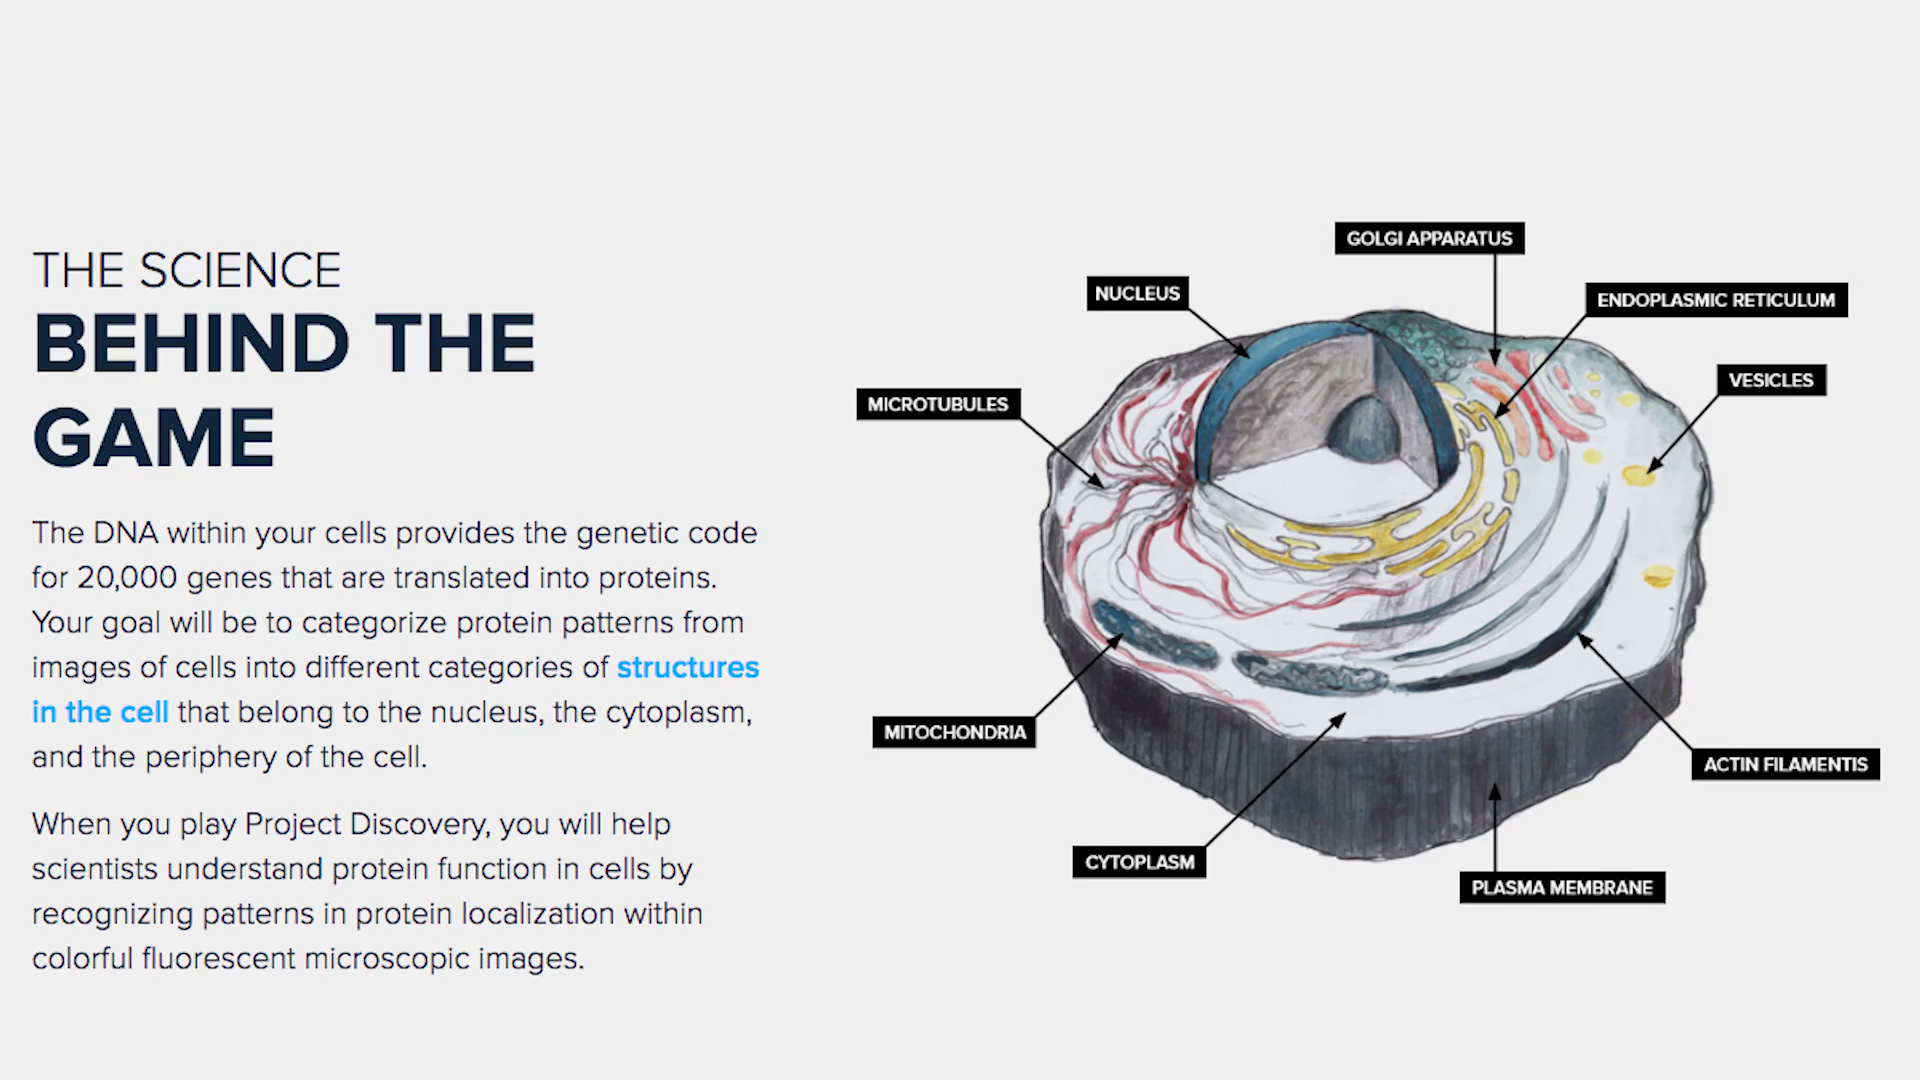 THE SCIENCE
BEHIND THE
GAME
The DNA within your cells provides the genetic code
for 20,000 genes that are translated into proteins.
Your goal will be to categorize protein patterns from
images of cells into different categories of structures
in the cell that belong to the nucleus, the cytoplasm,
and the periphery of the cell.
When you play Project Discovery, you will help
scientists understand protein function in cells by
recognizing patterns in protein localization within
colorful fluorescent microscopic images.
GOLGI APPARATUS
NUCLEUS
ENDOPLASMIC RETICULUM
VESICLES
MICROTUBULES
MITOCHONDRIA
ACTIN FILAMENTIS
CYTOPLASM
PLASMA MEMBRANE